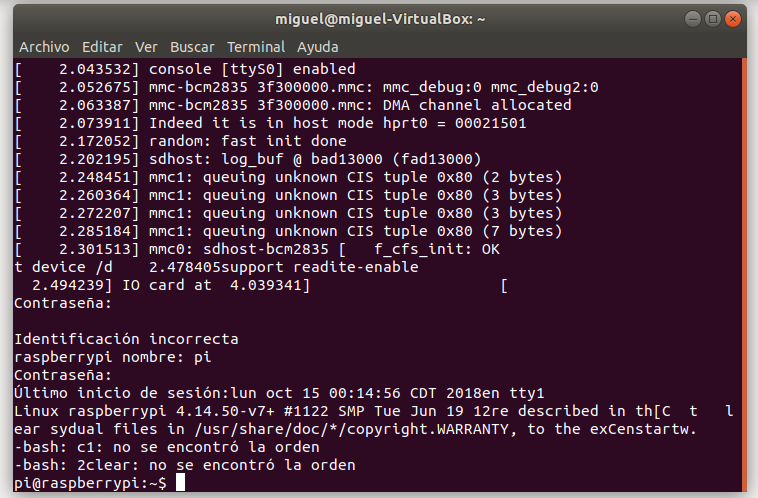 miguel@miguel-VirtualBox: ~
Archivo Editar Ver Buscar Terminal Ayuda
[    2.043532] console [ttyS0] enabled
[    2.052675] mmc-bcm2835 3f300000.mmc: mmc_debug:0 mmc_debug2:0
[    2.063387] mmc-bcm2835 3f300000.mmc: DMA channel allocated
[    2.073911] Indeed it is in host mode hprt0 = 00021501
[    2.172052] random: fast init done
[    2.202195] sdhost: log_buf @ bad13000 (fad13000)
[    2.248451] mmc1: queuing unknown CIS tuple 0x80 (2 bytes)
[    2.260364] mmc1: queuing unknown CIS tuple 0x80 (3 bytes)
[    2.272207] mmc1: queuing unknown CIS tuple 0x80 (3 bytes)
[    2.285184] mmc1: queuing unknown CIS tuple 0x80 (7 bytes)
[    2.301513] mmc0: sdhost-bcm2835 [   f_cfs_init: OK
t device /d    2.478405support readite-enable
  2.494239] IO card at  4.039341]                     [
Contraseña:
Identificación incorrecta
raspberrypi nombre: pi
Contraseña:
Último inicio de sesión:lun oct 15 00:14:56 CDT 2018en tty1
Linux raspberrypi 4.14.50-v7+ #1122 SMP Tue Jun 19 12re described in th[C  t   l
ear sydual files in /usr/share/doc/*/copyright.WARRANTY, to the exCenstartw.
-bash: c1: no se encontró la orden
-bash: 2clear: no se encontró la orden
pi@raspberrypi:~$